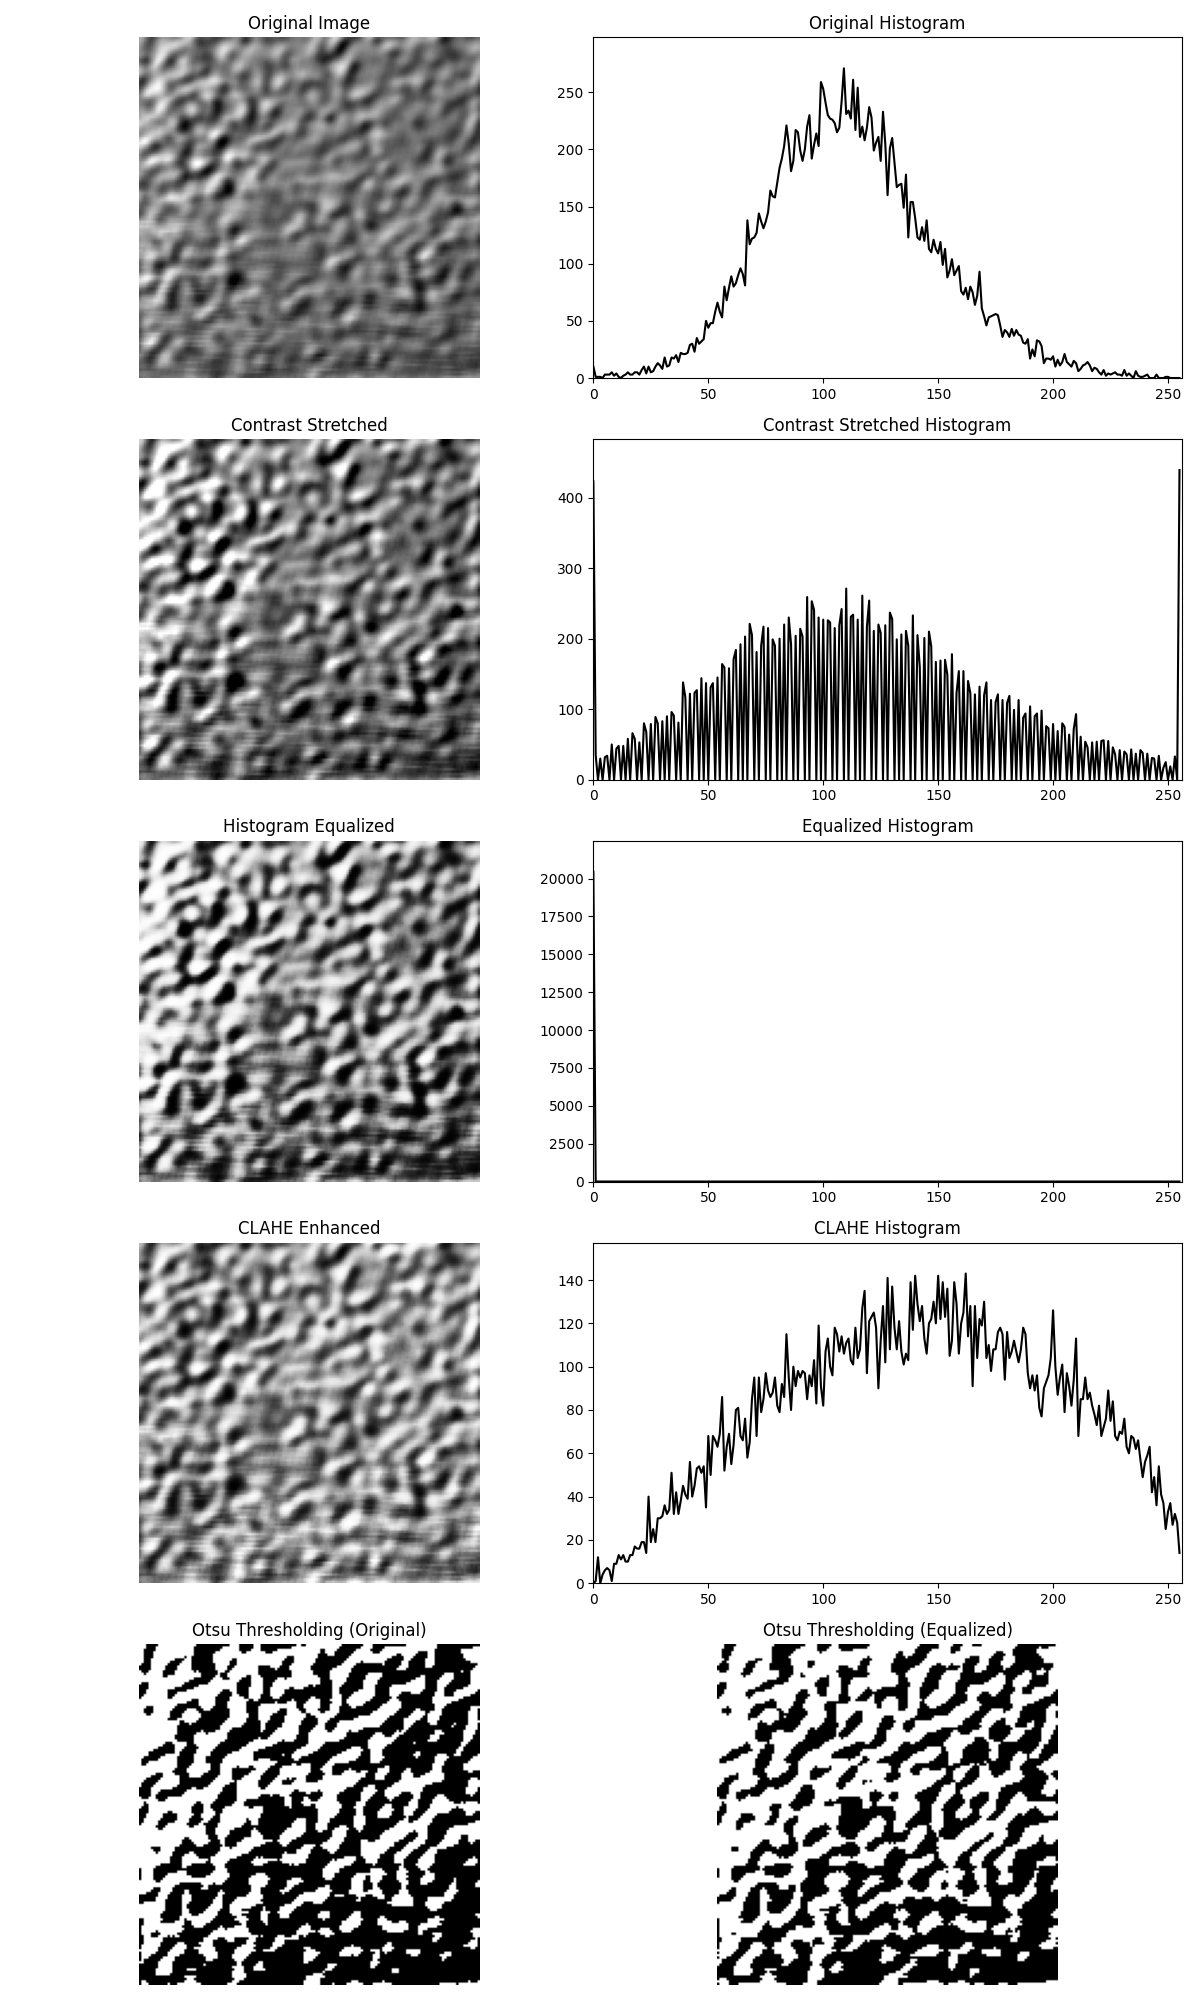 Original Image
Original Histogram
250
200
150
100
50
0
0 50 100 150 200 250
Contrast Stretched
Contrast Stretched Histogram
400
300
200
100
0
0 50 100 150 200 250
Histogram Equalized
Equalized Histogram
20000
17500
15000
12500
10000
7500
5000
2500
0
0 50 100 150 200 250
CLAHE Enhanced
CLAHE Histogram
140
120
100
80
60
40
20
0
0 50 100 150 200 250
Otsu Thresholding (Original)
Otsu Thresholding (Equalized)